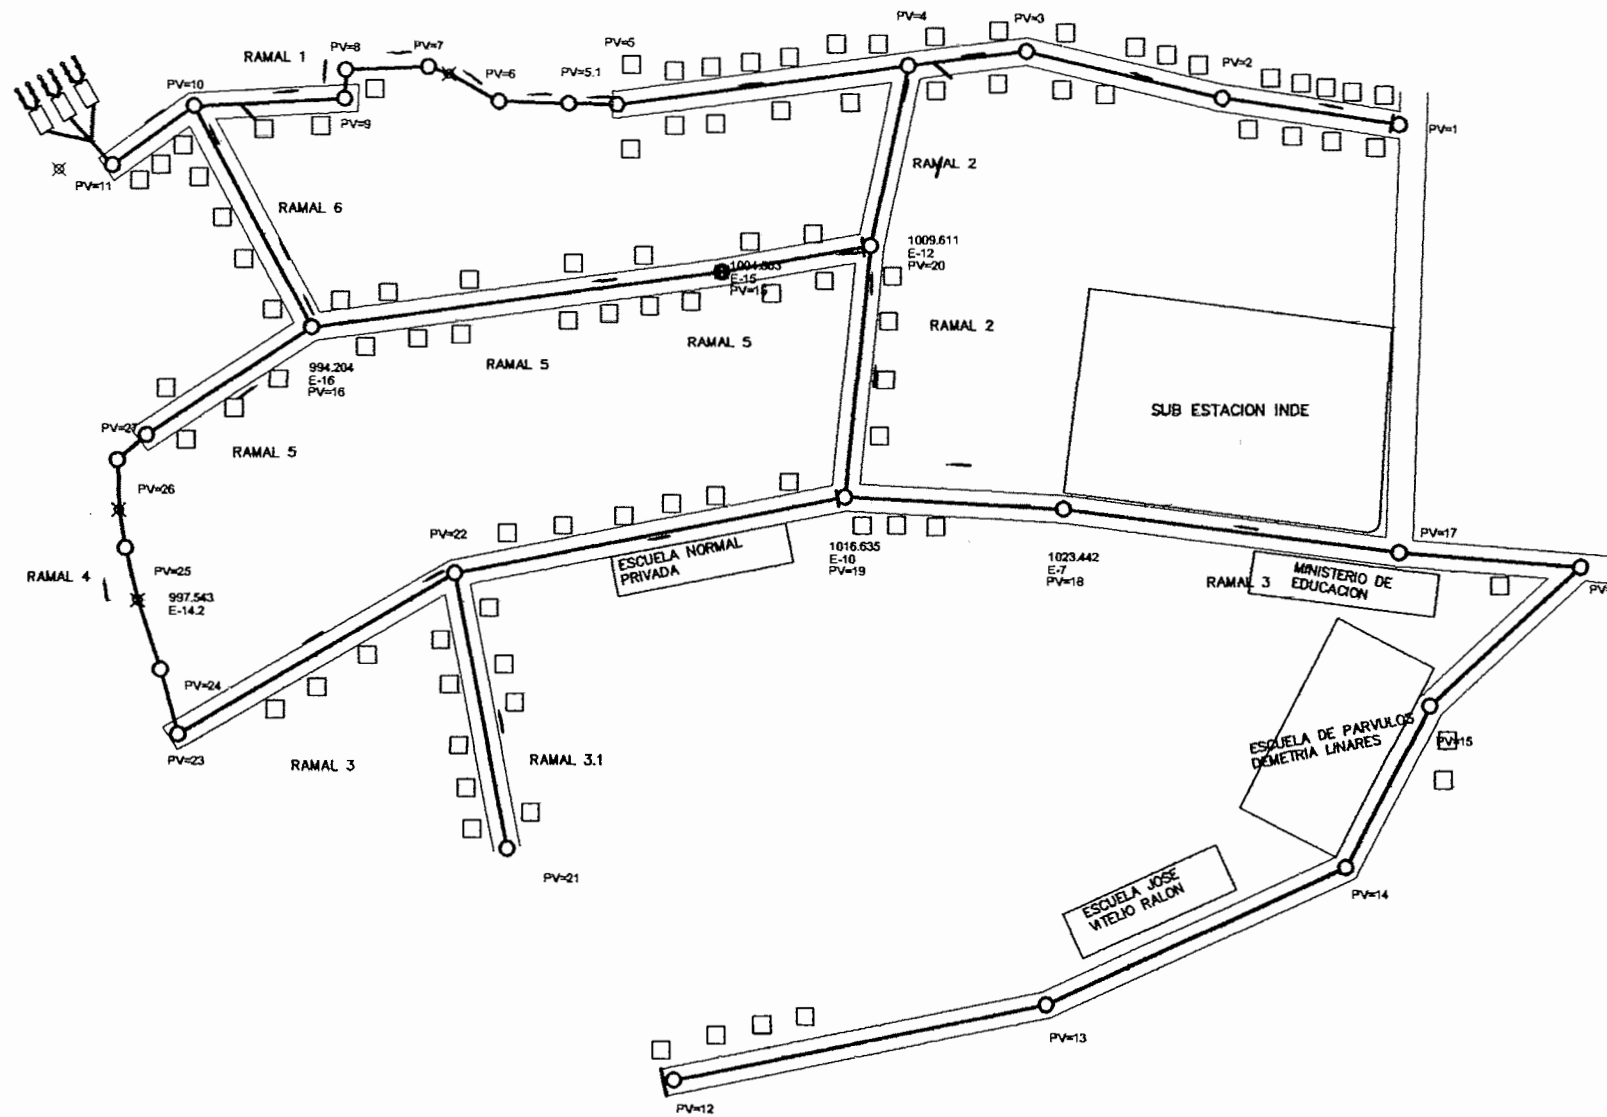 PV=4
PV=3
RAMAL 1
PV=8
PV=7
PV=5
PV=6
PV=5.1
PV=2
PV=10
PV=9
PV=1
PV=11
RAMAL 2
RAMAL 6
1009.611
E-12
PV=20
E-15
RAMAL 2
RAMAL 5
RAMAL 5
994.204
E-16
PV=16
SUB ESTACION INDE
PV=27
RAMAL 5
PV=26
PV=22
ESCUELA NORMAL
PRIVADA
1016.635
E-10
PV=19
1023.442
E-7
PV=18
PV=17
RAMAL 3
MINISTERIO DE
EDUCACION
RAMAL 4
PV=25
997.543
E-14.2
PV=24
PV=23
RAMAL 3
RAMAL 3.1
ESCUELA DE PARVULOS
DEMETRIA LINARES
PV=15
PV=21
ESCUELA JOSE
VITELIO RALON
PV=14
PV=13
PV=12